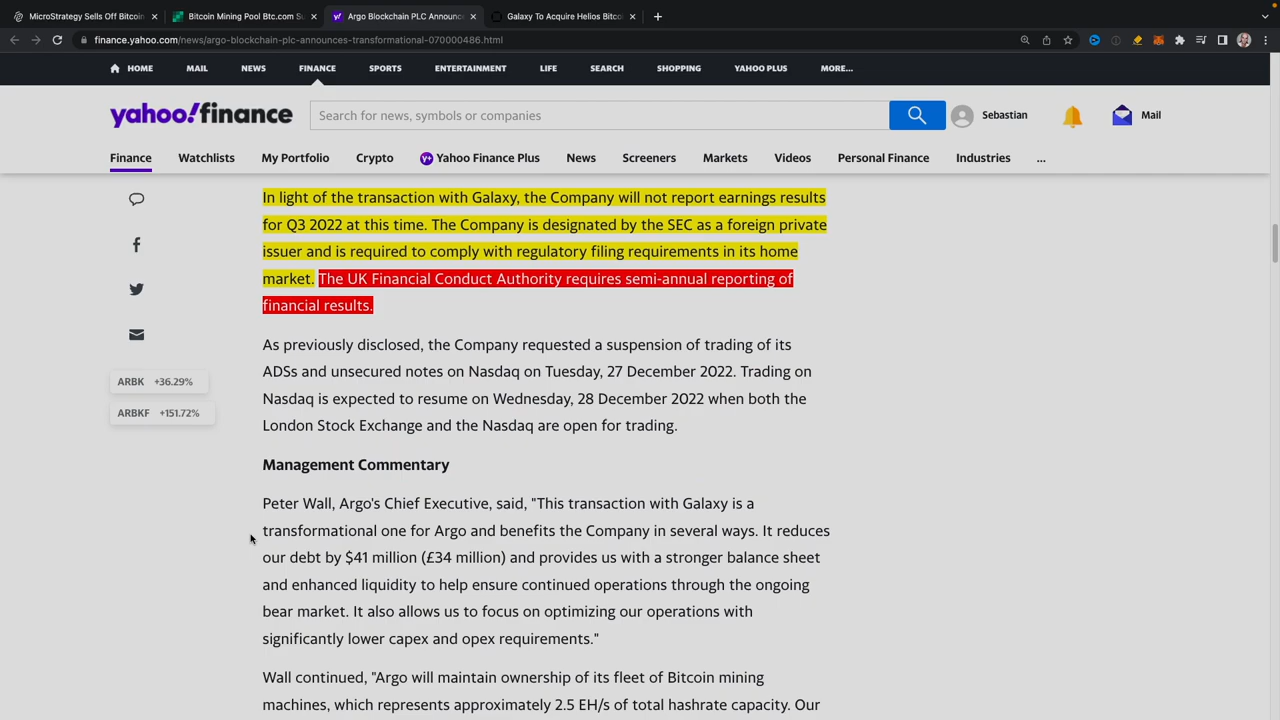 MicroStrategy Sells Off Bitcoin
Bitcoin Mining Pool Btc.com Su
Argo Blockchain PLC Announce
Galaxy To Acquire Helios Bitco
finance.yahoo.com/news/argo-blockchain-plc-announces-transformational-070000486.html
HOME MAIL NEWS FINANCE SPORTS ENTERTAINMENT LIFE SEARCH SHOPPING YAHOO PLUS MORE...
yahoo!finance
Search for news, symbols or companies
Sebastian
Mail
Finance Watchlists My Portfolio Crypto Y+ Yahoo Finance Plus News Screeners Markets Videos Personal Finance Industries ...
In light of the transaction with Galaxy, the Company will not report earnings results
for Q3 2022 at this time. The Company is designated by the SEC as a foreign private
issuer and is required to comply with regulatory filing requirements in its home
market. The UK Financial Conduct Authority requires semi-annual reporting of
financial results.
As previously disclosed, the Company requested a suspension of trading of its
ADSs and unsecured notes on Nasdaq on Tuesday, 27 December 2022. Trading on
Nasdaq is expected to resume on Wednesday, 28 December 2022 when both the
London Stock Exchange and the Nasdaq are open for trading.
ARBK +36.29%
ARBKF +151.72%
Management Commentary
Peter Wall, Argo's Chief Executive, said, "This transaction with Galaxy is a
transformational one for Argo and benefits the Company in several ways. It reduces
our debt by $41 million (£34 million) and provides us with a stronger balance sheet
and enhanced liquidity to help ensure continued operations through the ongoing
bear market. It also allows us to focus on optimizing our operations with
significantly lower capex and opex requirements."
Wall continued, "Argo will maintain ownership of its fleet of Bitcoin mining
machines, which represents approximately 2.5 EH/s of total hashrate capacity. Our